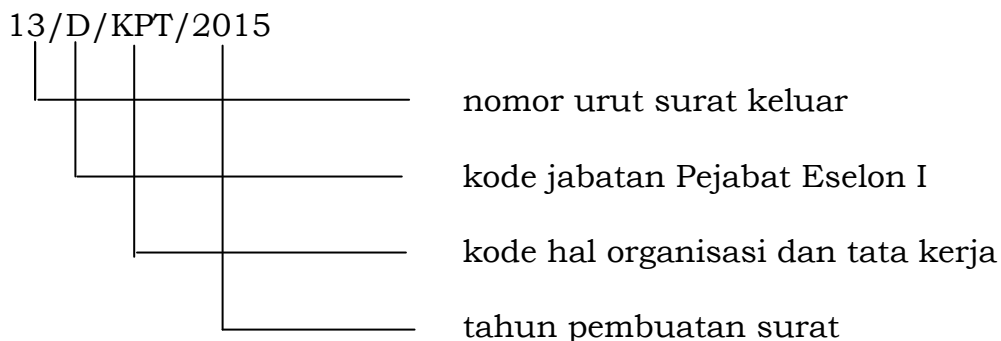 13/D/KPT/2015
nomor urut surat keluar
kode jabatan Pejabat Eselon I
kode hal organisasi dan tata kerja
tahun pembuatan surat